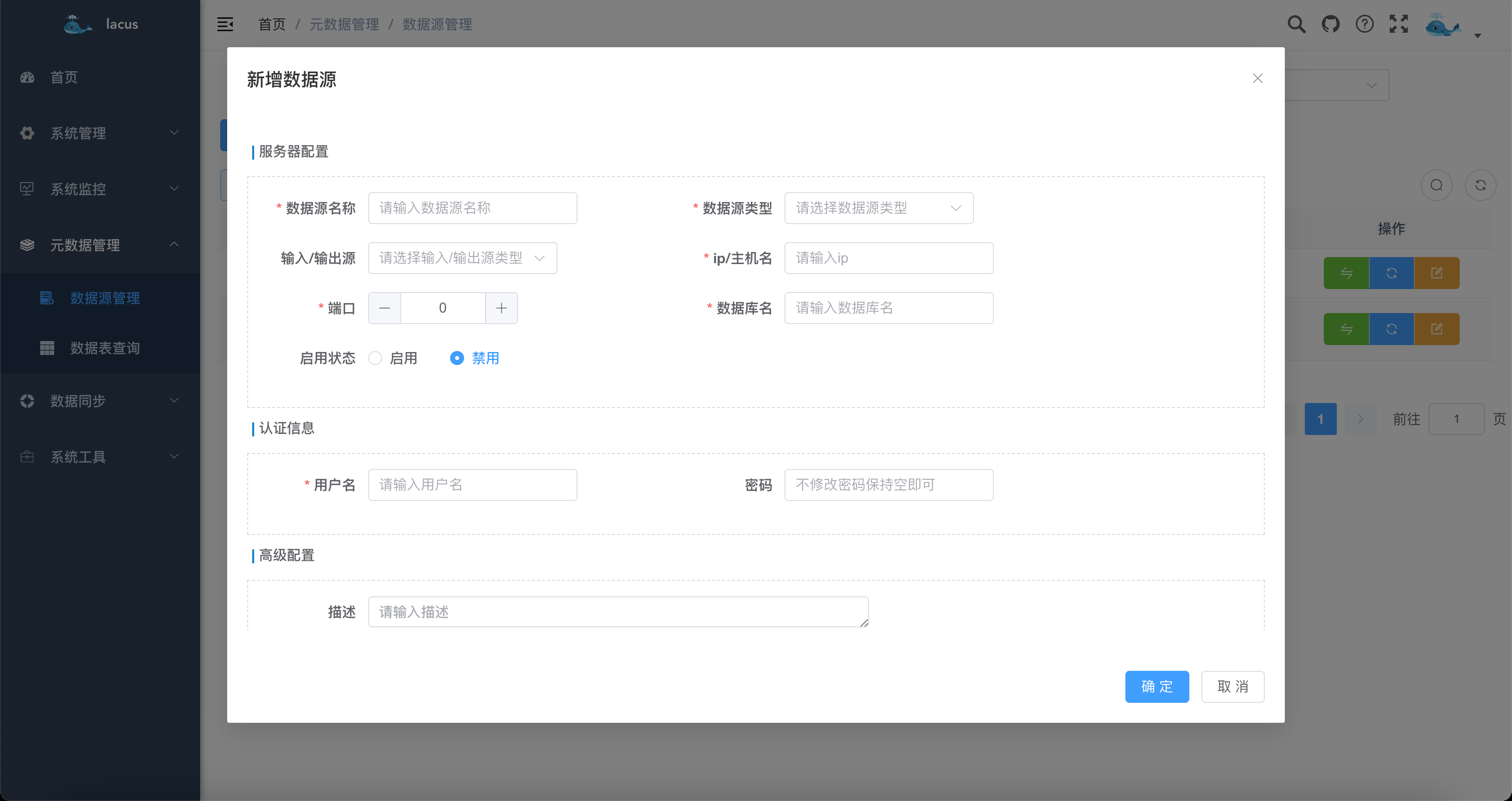 lacus
首页 / 元数据管理 / 数据源管理
首页
系统管理
系统监控
元数据管理
数据源管理
数据表查询
数据同步
系统工具
新增数据源
服务器配置
* 数据源名称 请输入数据源名称 * 数据源类型 请选择数据源类型
输入/输出源 请选择输入/输出源类型 * ip/主机名 请输入ip
* 端口 0 * 数据库名 请输入数据库名
启用状态 启用 禁用
认证信息
* 用户名 请输入用户名 密码 不修改密码保持空即可
高级配置
描述 请输入描述
确 定 取 消
操作
1 前往 1 页